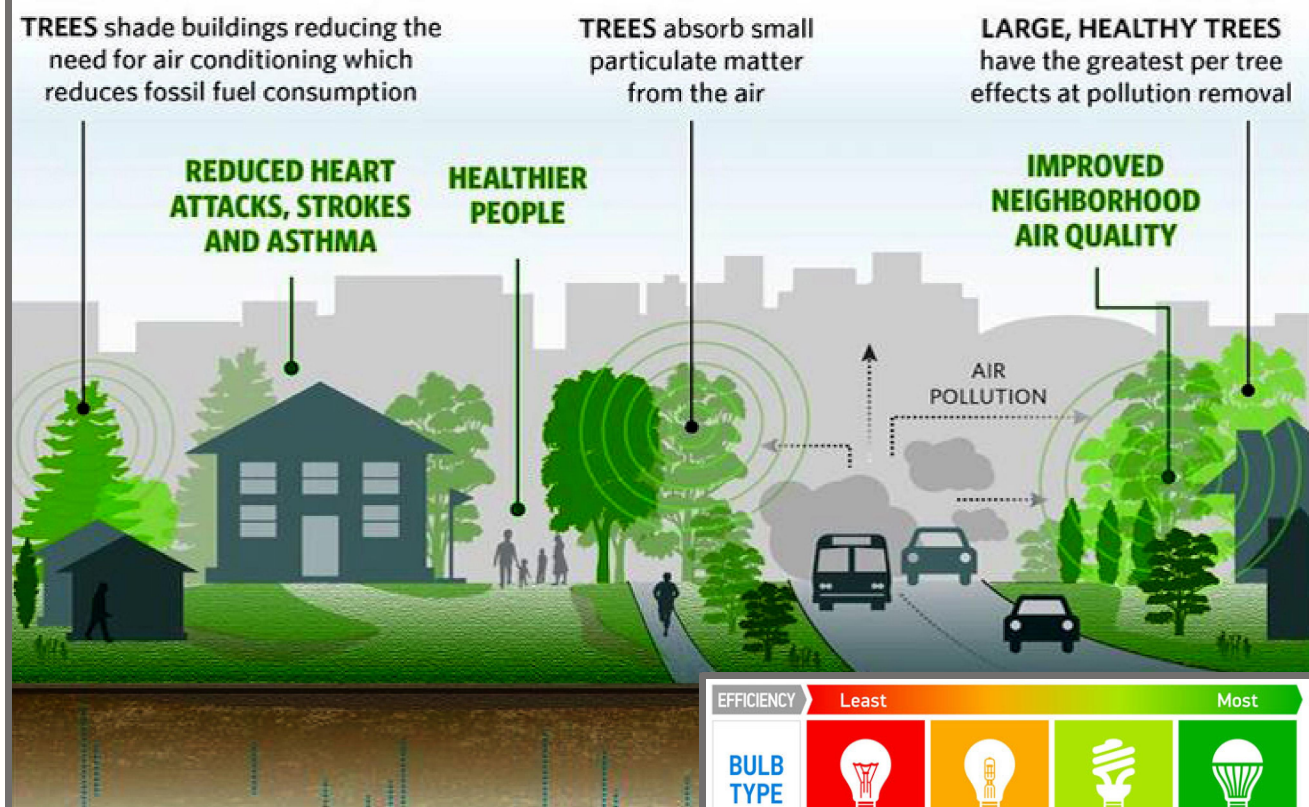 TREES shade buildings reducing the
need for air conditioning which
reduces fossil fuel consumption
TREES absorb small
particulate matter
from the air
LARGE, HEALTHY TREES
have the greatest per tree
effects at pollution removal
REDUCED HEART
ATTACKS, STROKES
AND ASTHMA
HEALTHIER
PEOPLE
IMPROVED
NEIGHBORHOOD
AIR QUALITY
AIR
POLLUTION
EFFICIENCY
Least
Most
BULB
TYPE